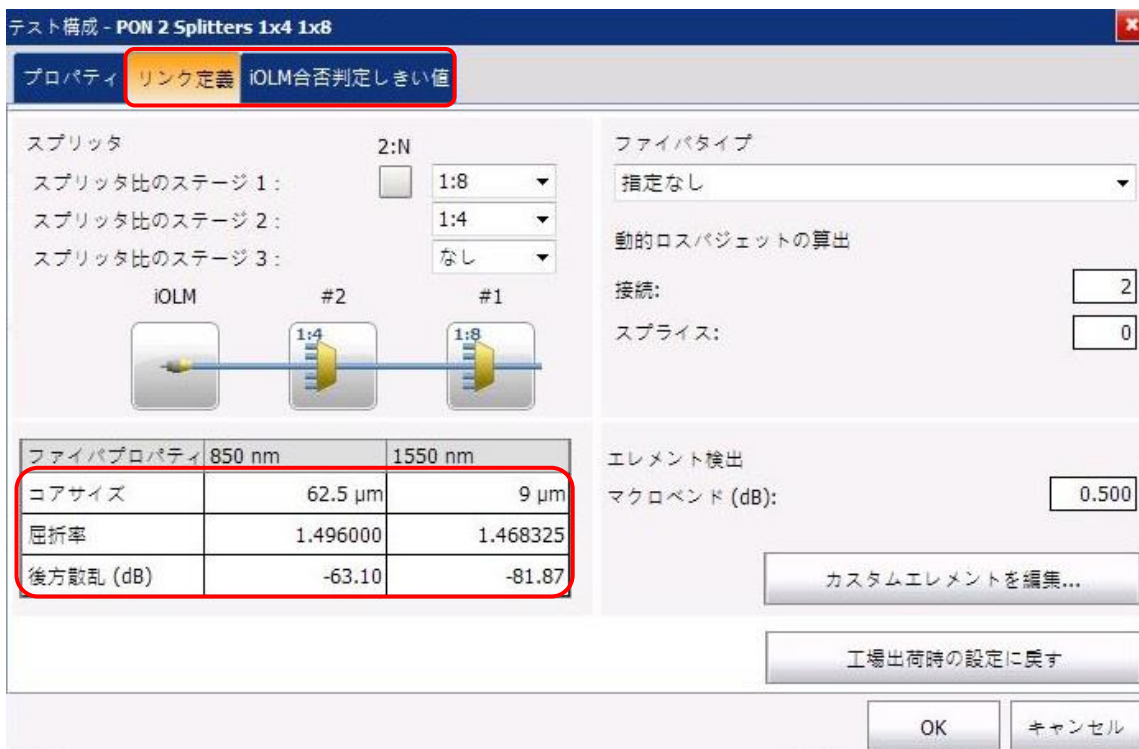 テスト構成 - PON 2 Splitters 1x4 1x8
プロパティ リンク定義 iOLM合否判定しきい値
スプリッタ 2:N
スプリッタ比のステージ 1 : 1:8
スプリッタ比のステージ 2 : 1:4
スプリッタ比のステージ 3 : なし
iOLM #2 #1
1:4 1:8
ファイバタイプ
指定なし
動的ロスバジェットの算出
接続: 2
スプライス: 0
ファイバプロパティ 850 nm 1550 nm
コアサイズ 62.5 µm 9 µm
屈折率 1.496000 1.468325
後方散乱 (dB) -63.10 -81.87
エレメント検出
マクロベンド (dB): 0.500
カスタムエレメントを編集...
工場出荷時の設定に戻す
OK キャンセル